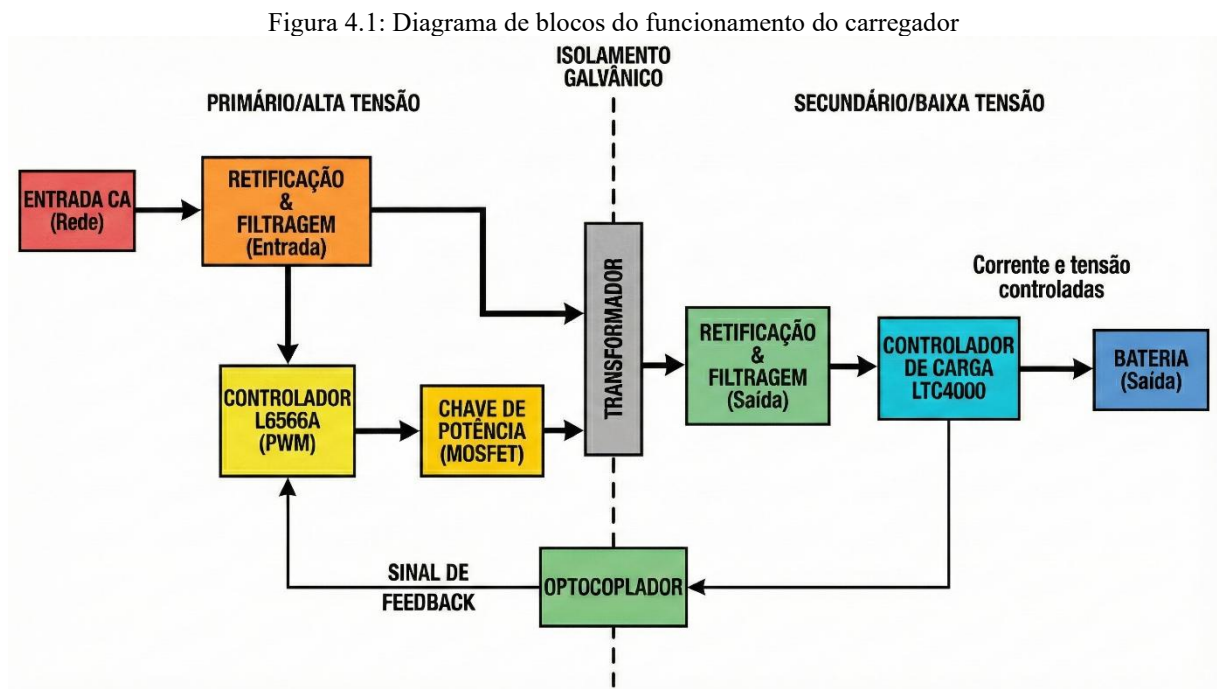 Figura 4.1: Diagrama de blocos do funcionamento do carregador
ISOLAMENTO
GALVÂNICO
PRIMÁRIO/ALTA TENSÃO
SECUNDÁRIO/BAIXA TENSÃO
ENTRADA CA
(Rede)
RETIFICAÇÃO
&
FILTRAGEM
(Entrada)
CONTROLADOR
L6566A
(PWM)
CHAVE DE
POTÊNCIA
(MOSFET)
TRANSFORMADOR
RETIFICAÇÃO
&
FILTRAGEM
(Saída)
CONTROLADOR
DE CARGA
LTC4000
Corrente e tensão
controladas
BATERIA
(Saída)
OPTOCOPLADOR
SINAL DE
FEEDBACK